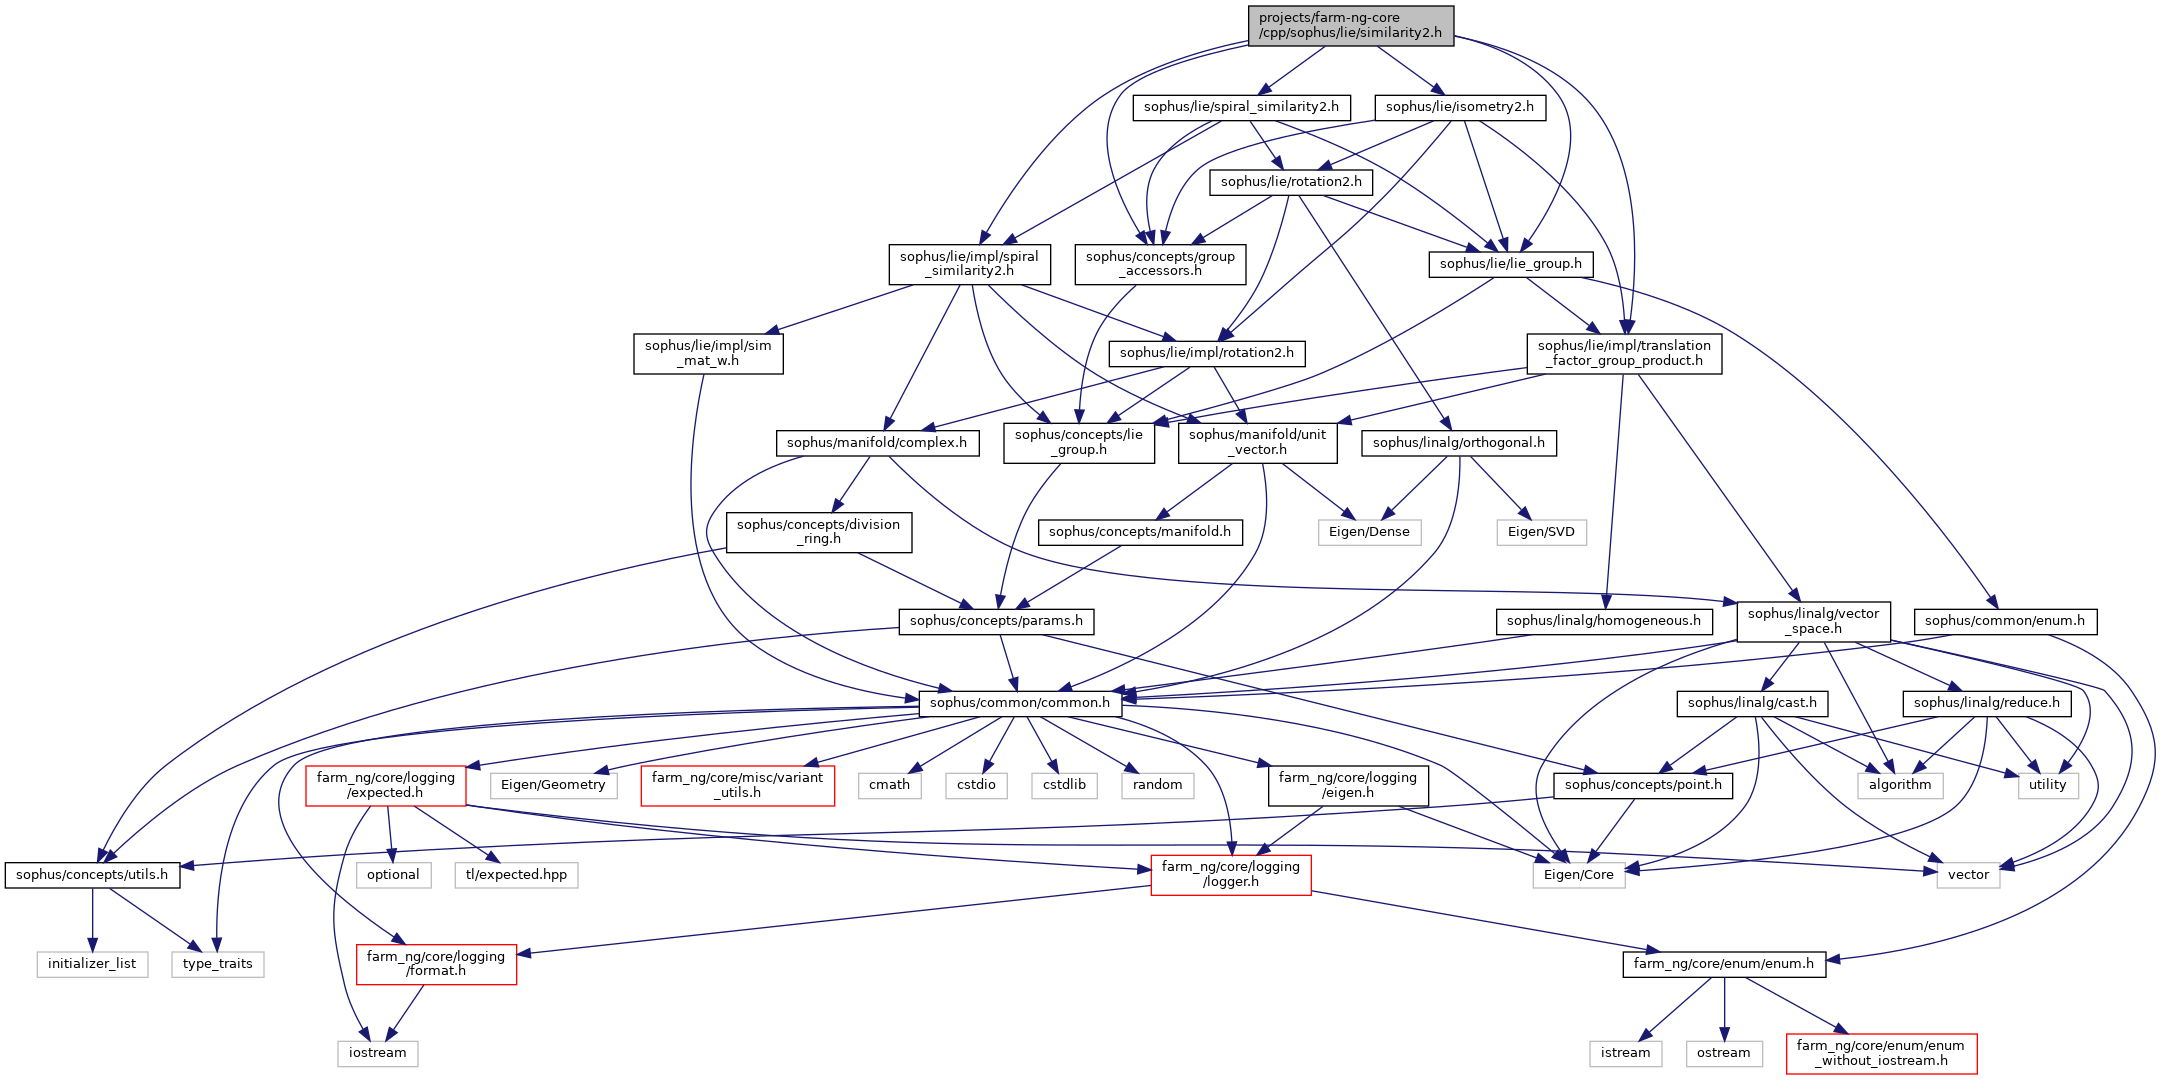 projects/farm-ng-core
/cpp/sophus/lie/similarity2.h
sophus/lie/spiral_similarity2.h
sophus/lie/isometry2.h
sophus/lie/rotation2.h
sophus/lie/impl/spiral
_similarity2.h
sophus/concepts/group
_accessors.h
sophus/lie/lie_group.h
sophus/lie/impl/sim
_mat_w.h
sophus/lie/impl/rotation2.h
sophus/lie/impl/translation
_factor_group_product.h
sophus/manifold/complex.h
sophus/concepts/lie
_group.h
sophus/manifold/unit
_vector.h
sophus/linalg/orthogonal.h
sophus/concepts/division
_ring.h
sophus/concepts/manifold.h
Eigen/Dense
Eigen/SVD
sophus/concepts/params.h
sophus/linalg/homogeneous.h
sophus/linalg/vector
_space.h
sophus/common/enum.h
sophus/common/common.h
sophus/linalg/cast.h
sophus/linalg/reduce.h
farm_ng/core/logging
/expected.h
Eigen/Geometry
farm_ng/core/misc/variant
_utils.h
cmath
cstdio
cstdlib
random
farm_ng/core/logging
/eigen.h
sophus/concepts/point.h
algorithm
utility
sophus/concepts/utils.h
optional
tl/expected.hpp
farm_ng/core/logging
/logger.h
Eigen/Core
vector
initializer_list
type_traits
farm_ng/core/logging
/format.h
farm_ng/core/enum/enum.h
iostream
istream
ostream
farm_ng/core/enum/enum
_without_iostream.h